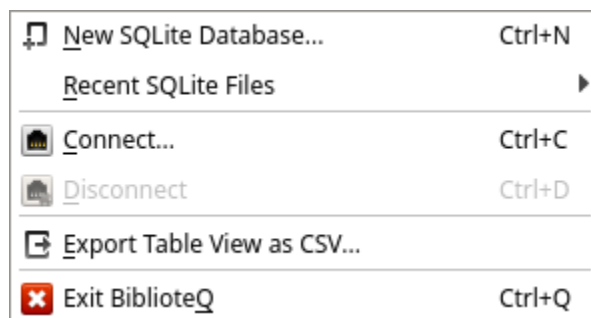 New SQLite Database... Ctrl+N
Recent SQLite Files
Connect... Ctrl+C
Disconnect Ctrl+D
Export Table View as CSV...
Exit BiblioteQ Ctrl+Q